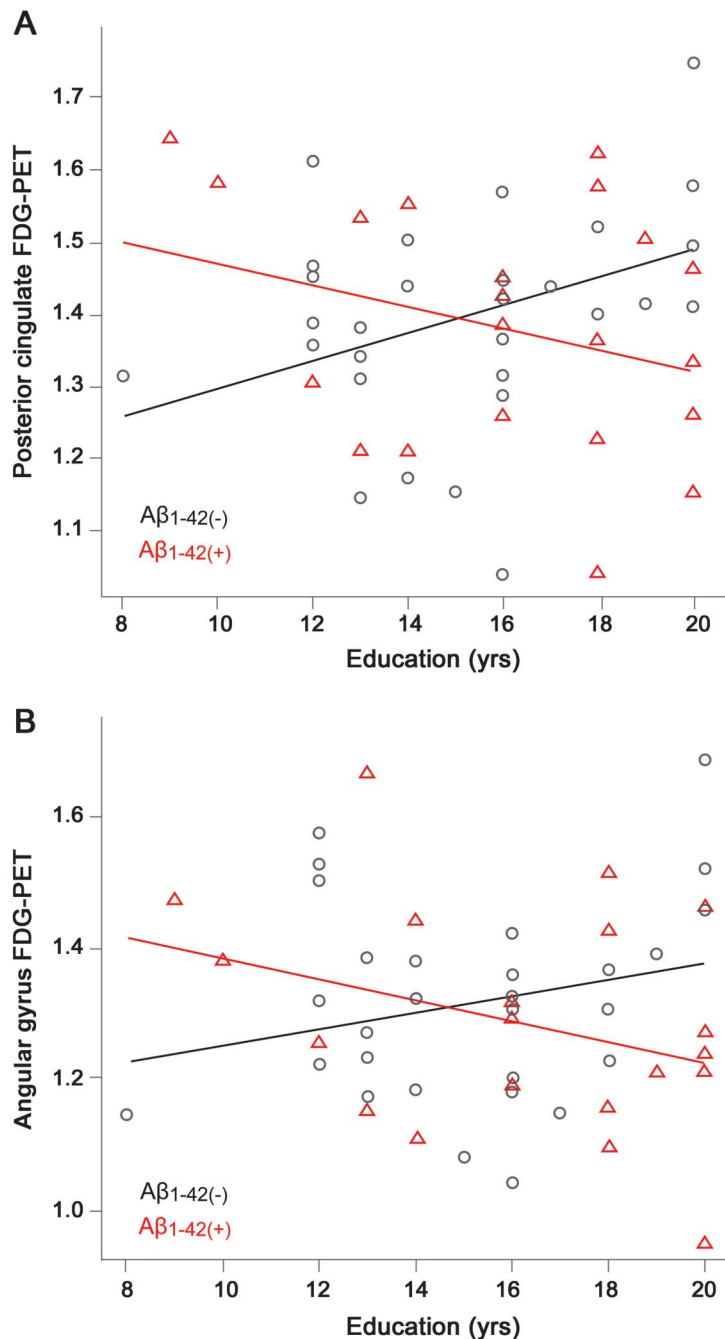 A
Posterior cingulate FDG-PET
1.7
1.6
1.5
1.4
1.3
1.2
1.1
Aβ1-42(-)
Aβ1-42(+)
8 10 12 14 16 18 20
Education (yrs)
B
Angular gyrus FDG-PET
1.6
1.4
1.2
1.0
Aβ1-42(-)
Aβ1-42(+)
8 10 12 14 16 18 20
Education (yrs)